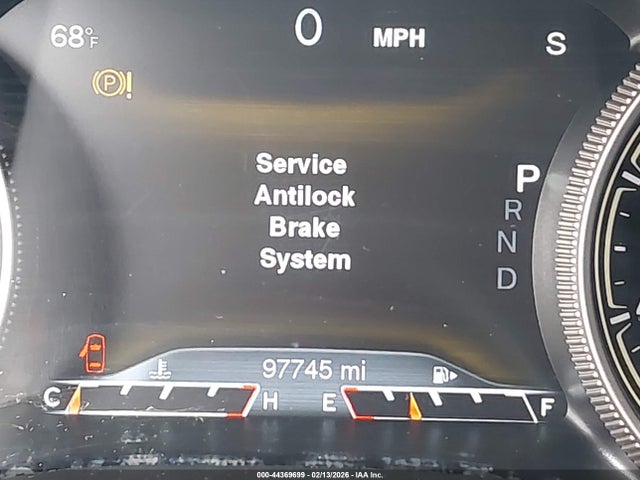 68°F 0 MPH S
(P)!
Service
Antilock
Brake
System
P
R
N
D
97745 mi
C H E F
000-44369699 - 02/13/2026 - IAA Inc.